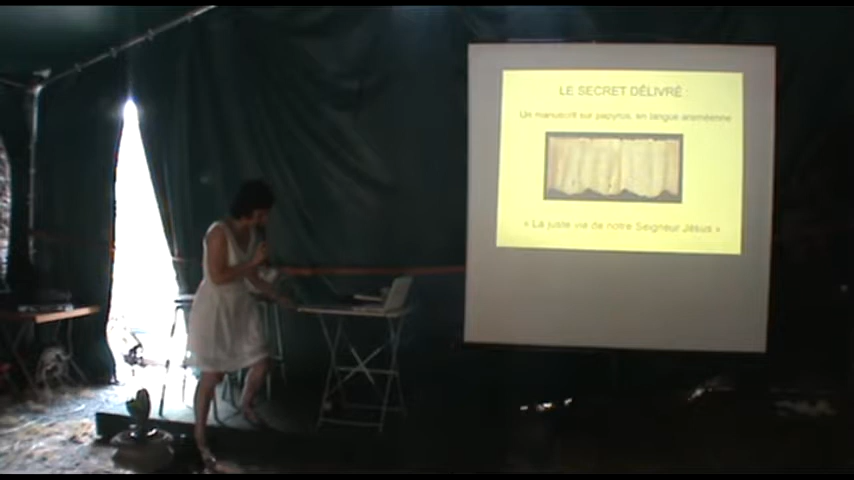 LE SECRET DÉLIVRÉ :
Un manuscrit sur papyrus, en langue araméenne
« La juste vie de notre Seigneur Jésus »